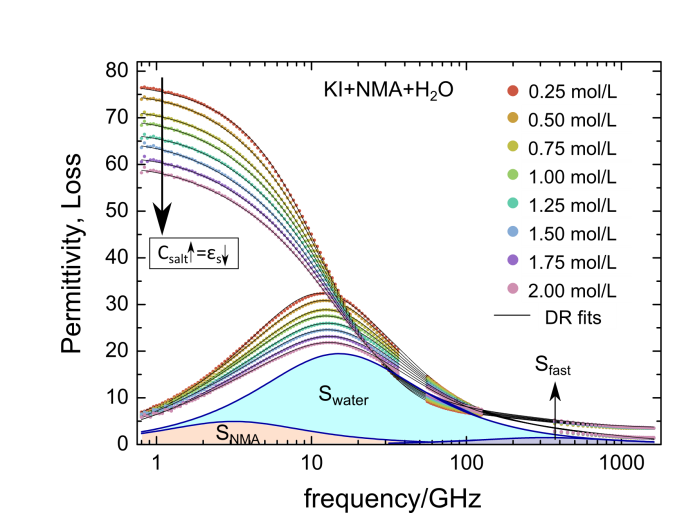 80
70
60
50
40
30
20
10
0
Permittivity, Loss
KI+NMA+H₂O
0.25 mol/L
0.50 mol/L
0.75 mol/L
1.00 mol/L
1.25 mol/L
1.50 mol/L
1.75 mol/L
2.00 mol/L
DR fits
Csalt↑=εs↓
Sfast
Swater
SNMA
1 10 100 1000
frequency/GHz